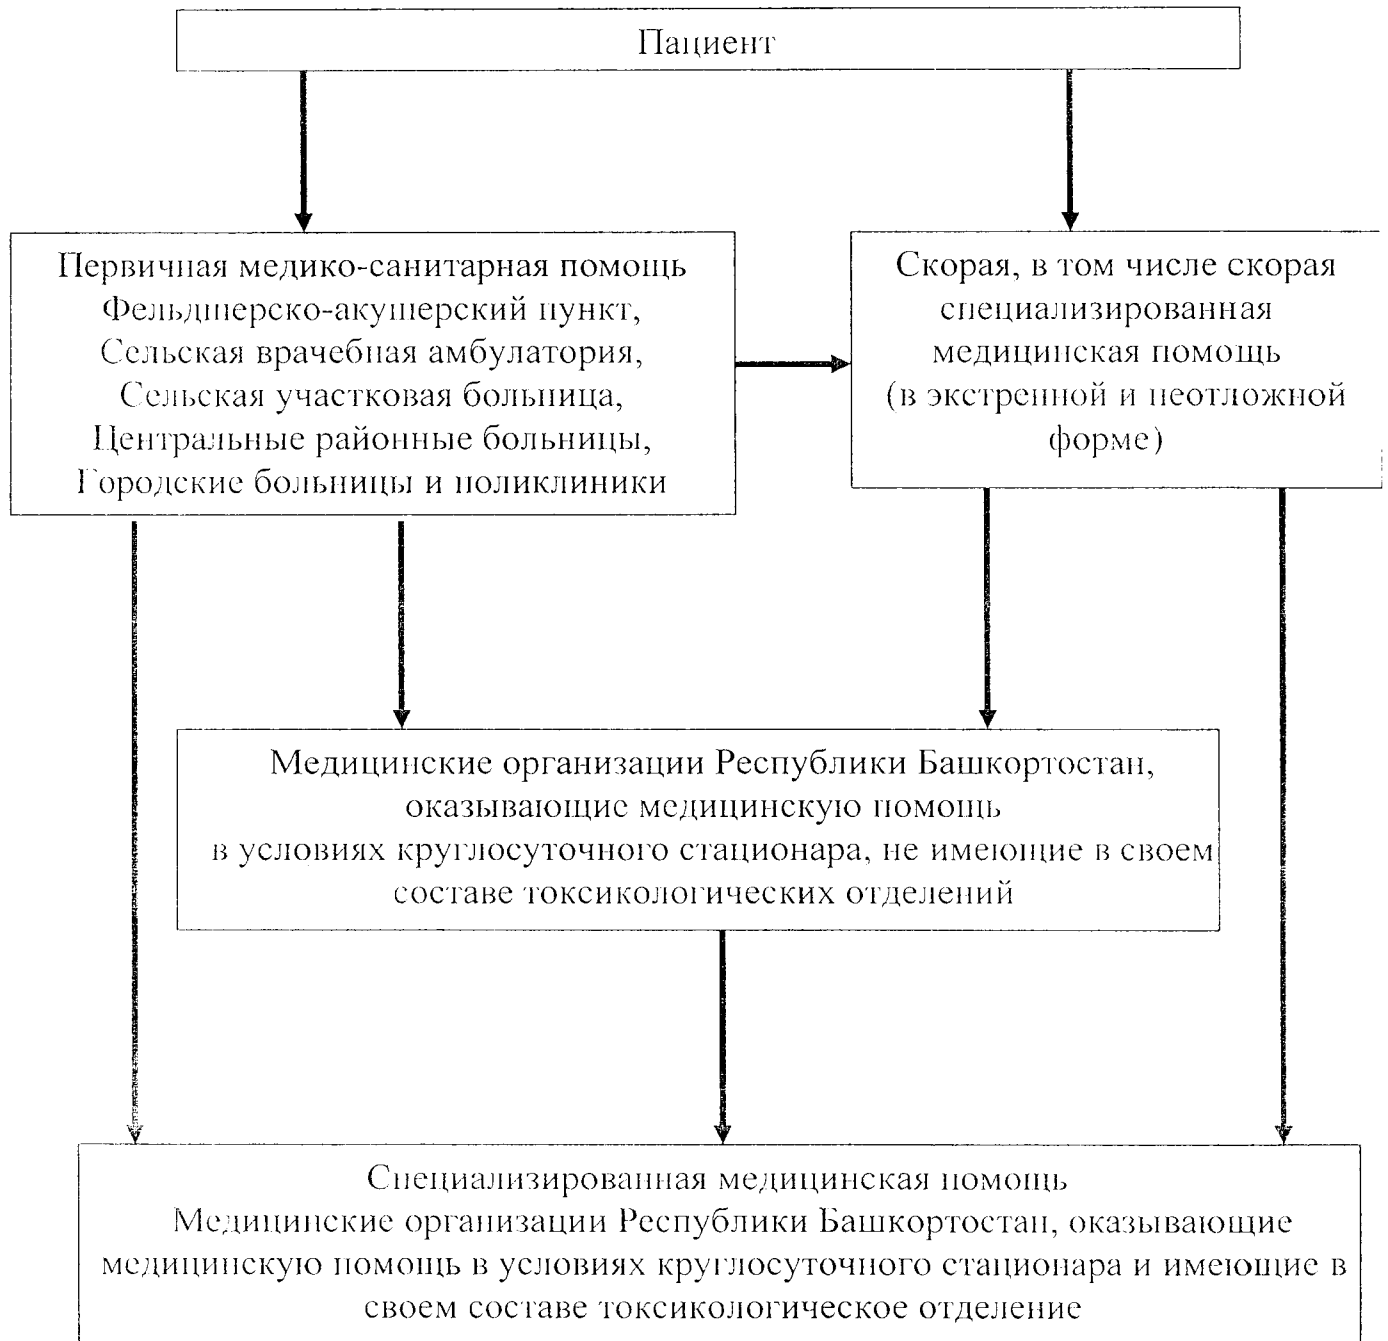 Пациент
Первичная медико-санитарная помощь
Фельдшерско-акушерский пункт,
Сельская врачебная амбулатория,
Сельская участковая больница,
Центральные районные больницы,
Городские больницы и поликлиники
Скорая, в том числе скорая
специализированная
медицинская помощь
(в экстренной и неотложной
форме)
Медицинские организации Республики Башкортостан,
оказывающие медицинскую помощь
в условиях круглосуточного стационара, не имеющие в своем
составе токсикологических отделений
Специализированная медицинская помощь
Медицинские организации Республики Башкортостан, оказывающие
медицинскую помощь в условиях круглосуточного стационара и имеющие в
своем составе токсикологическое отделение